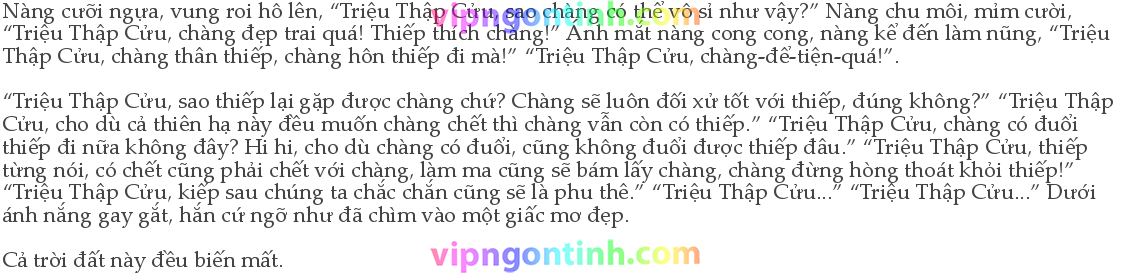 Nàng cưỡi ngựa, vung roi hô lên, “Triệu Thập Cửu, sao chàng có thể vô sỉ như vậy?” Nàng chu môi, mỉm cười,
vipngontinh.com
“Triệu Thập Cửu, chàng đẹp trai quá! Thiếp thích chàng!” Ánh mắt nàng cong cong, nàng kể đến làm nũng, “Triệu
Thập Cửu, chàng thân thiếp, chàng hôn thiếp đi mà!” “Triệu Thập Cửu, chàng-để-tiện-quá!”.
“Triệu Thập Cửu, sao thiếp lại gặp được chàng chứ? Chàng sẽ luôn đối xử tốt với thiếp, đúng không?” “Triệu Thập
Cửu, cho dù cả thiên hạ này đều muốn chàng chết thì chàng vẫn còn có thiếp.” “Triệu Thập Cửu, chàng có đuổi
thiếp đi nữa không đây? Hi hi, cho dù chàng có đuổi, cũng không đuổi được thiếp đâu.” “Triệu Thập Cửu, thiếp
từng nói, có chết cũng phải chết với chàng, làm ma cũng sẽ bám lấy chàng, chàng đừng hòng thoát khỏi thiếp!”
“Triệu Thập Cửu, kiếp sau chúng ta chắc chắn cũng sẽ là phu thê.” “Triệu Thập Cửu...” “Triệu Thập Cửu...” Dưới
ánh nắng gay gắt, hắn cứ ngỡ như đã chìm vào một giấc mơ đẹp.
Cả trời đất này đều biến mất.
vipngontinh.com